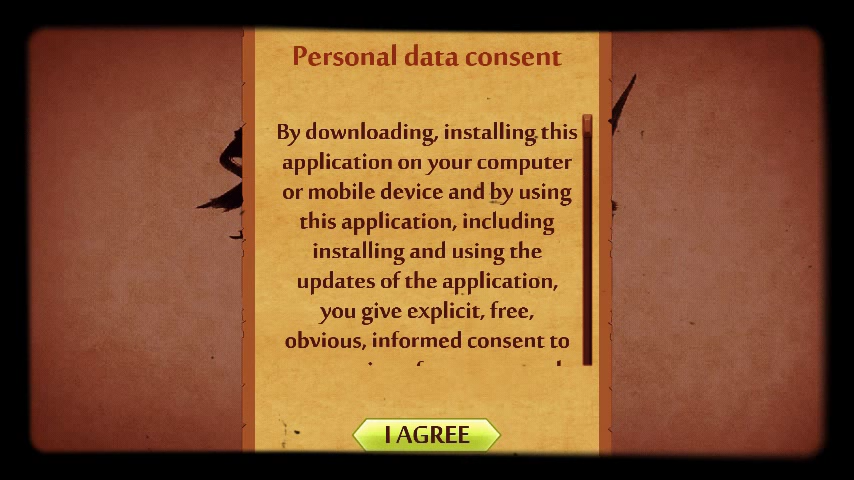 Personal data consent
By downloading, installing this
application on your computer
or mobile device and by using
this application, including
installing and using the
updates of the application,
you give explicit, free,
obvious, informed consent to
I AGREE